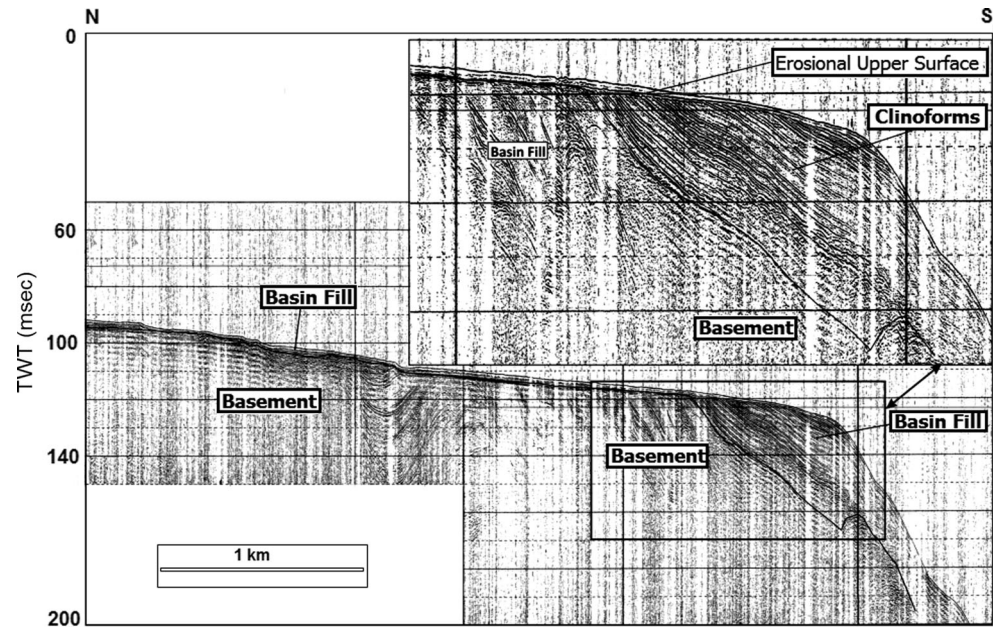 N
S
0
Erosional Upper Surface
Clinoforms
Basin Fill
60
Basin Fill
Basement
TWT (msec)
100
Basement
Basin Fill
Basement
140
1 km
200